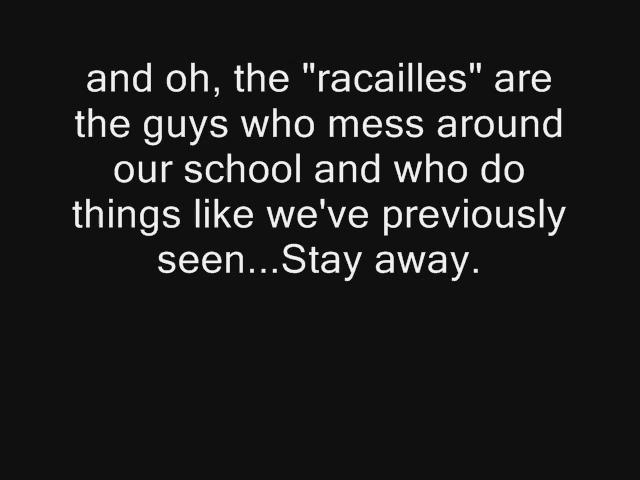 and oh, the "racailles" are
the guys who mess around
our school and who do
things like we've previously
seen...Stay away.